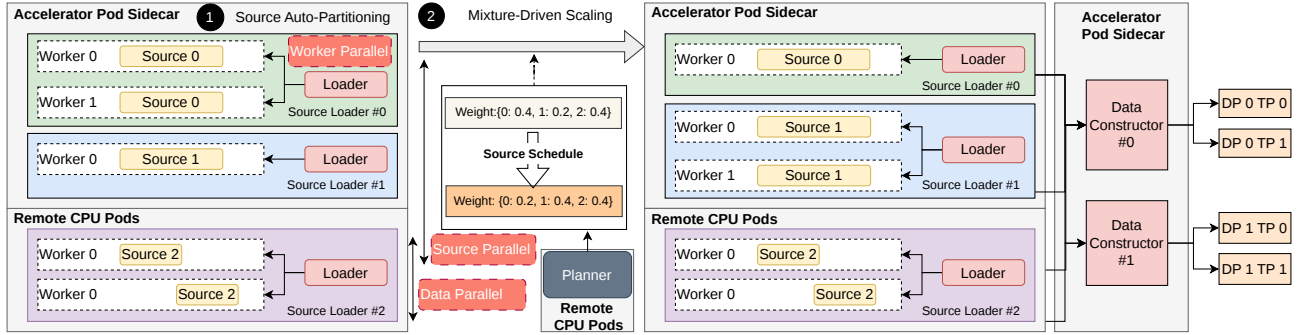 Accelerator Pod Sidecar
1 Source Auto-Partitioning
Worker 0 Source 0
Worker Parallel
Loader
Worker 1 Source 0
Source Loader #0
Worker 0 Source 1
Loader
Source Loader #1
Remote CPU Pods
Worker 0 Source 2
Loader
Worker 0 Source 2
Source Loader #2
2 Mixture-Driven Scaling
Weight:{0: 0.4, 1: 0.2, 2: 0.4}
Source Schedule
Weight: {0: 0.2, 1: 0.4, 2: 0.4}
Source Parallel
Data Parallel
Planner
Remote
CPU Pods
Accelerator Pod Sidecar
Worker 0 Source 0
Loader
Source Loader #0
Worker 0 Source 1
Loader
Worker 1 Source 1
Source Loader #1
Remote CPU Pods
Worker 0 Source 2
Loader
Worker 0 Source 2
Source Loader #2
Accelerator
Pod Sidecar
Data
Constructor
#0
Data
Constructor
#1
DP 0 TP 0
DP 0 TP 1
DP 1 TP 0
DP 1 TP 1